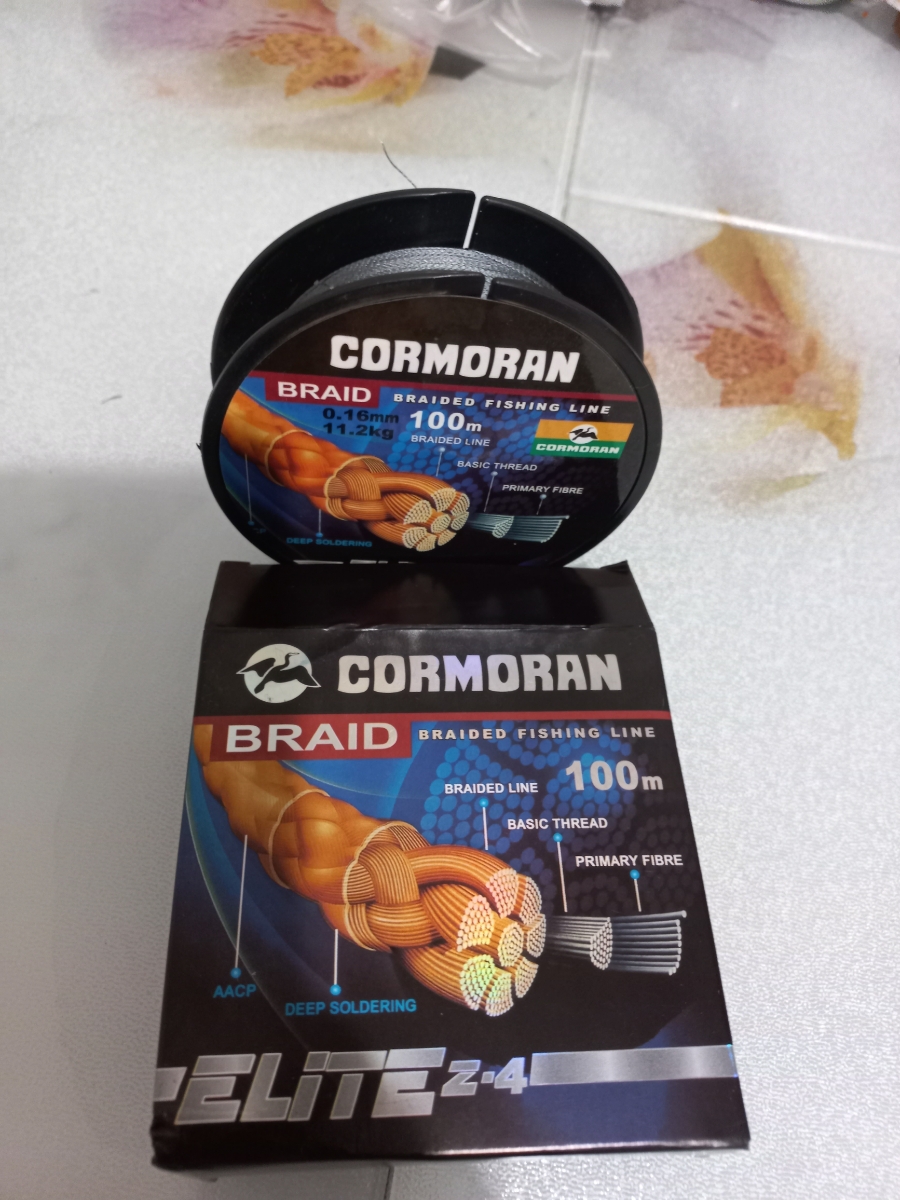 CORMORAN
BRAID BRAIDED FISHING LINE
0.16mm 100m
11.2kg BRAIDED LINE
CORMORAN
BASIC THREAD
PRIMARY FIBRE
DEEP SOLDERING
CORMORAN
BRAID BRAIDED FISHING LINE
100m
BRAIDED LINE
BASIC THREAD
PRIMARY FIBRE
AACP
DEEP SOLDERING
ELITE Z-4